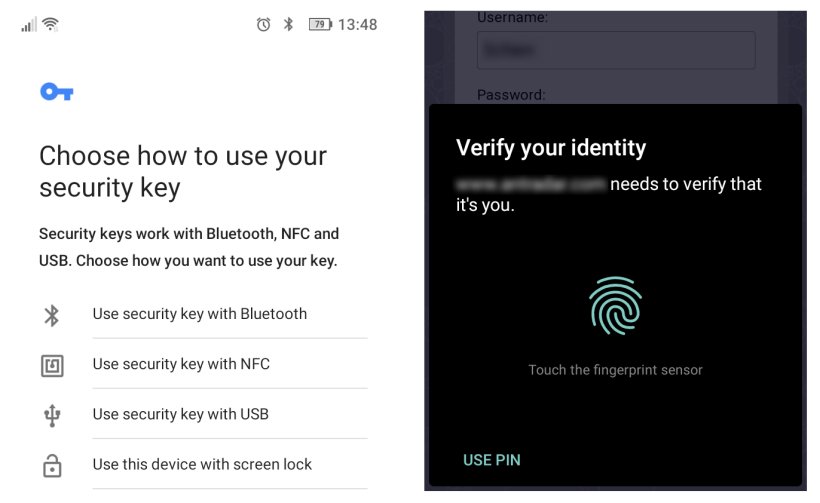 79 13:48
Choose how to use your
security key
Security keys work with Bluetooth, NFC and
USB. Choose how you want to use your key.
Use security key with Bluetooth
Use security key with NFC
Use security key with USB
Use this device with screen lock
Username:
Password:
Verify your identity
needs to verify that
it's you.
Touch the fingerprint sensor
USE PIN